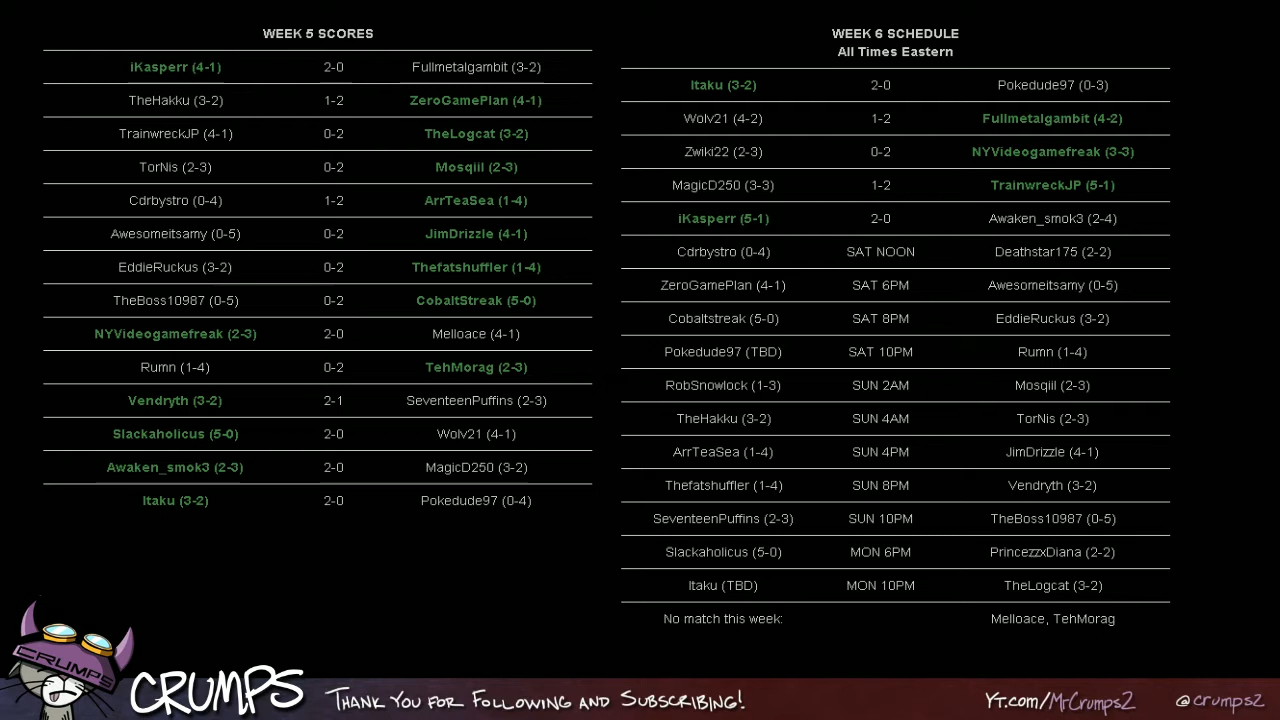 WEEK 5 SCORES
iKasperr (4-1) 2-0 Fullmetalgambit (3-2)
TheHakku (3-2) 1-2 ZeroGamePlan (4-1)
TrainwreckJP (4-1) 0-2 TheLogcat (3-2)
TorNis (2-3) 0-2 Mosqiil (2-3)
Cdrbystro (0-4) 1-2 ArrTeaSea (1-4)
Awesomeitsamy (0-5) 0-2 JimDrizzle (4-1)
EddieRuckus (3-2) 0-2 Thefatshuffler (1-4)
TheBoss10987 (0-5) 0-2 CobaltStreak (5-0)
NYVideogamefreak (2-3) 2-0 Melloace (4-1)
Rumn (1-4) 0-2 TehMorag (2-3)
Vendryth (3-2) 2-1 SeventeenPuffins (2-3)
Slackaholicus (5-0) 2-0 Wolv21 (4-1)
Awaken_smok3 (2-3) 2-0 MagicD250 (3-2)
Itaku (3-2) 2-0 Pokedude97 (0-4)
WEEK 6 SCHEDULE
All Times Eastern
Itaku (3-2) 2-0 Pokedude97 (0-3)
Wolv21 (4-2) 1-2 Fullmetalgambit (4-2)
Zwiki22 (2-3) 0-2 NYVideogamefreak (3-3)
MagicD250 (3-3) 1-2 TrainwreckJP (5-1)
iKasperr (5-1) 2-0 Awaken_smok3 (2-4)
Cdrbystro (0-4) SAT NOON Deathstar175 (2-2)
ZeroGamePlan (4-1) SAT 6PM Awesomeitsamy (0-5)
Cobaltstreak (5-0) SAT 8PM EddieRuckus (3-2)
Pokedude97 (TBD) SAT 10PM Rumn (1-4)
RobSnowlock (1-3) SUN 2AM Mosqiil (2-3)
TheHakku (3-2) SUN 4AM TorNis (2-3)
ArrTeaSea (1-4) SUN 4PM JimDrizzle (4-1)
Thefatshuffler (1-4) SUN 8PM Vendryth (3-2)
SeventeenPuffins (2-3) SUN 10PM TheBoss10987 (0-5)
Slackaholicus (5-0) MON 6PM PrincezzxDiana (2-2)
Itaku (TBD) MON 10PM TheLogcat (3-2)
No match this week: Melloace, TehMorag
CRUMPS
CRUMPS THANK YOU FOR FOLLOWING AND SUBSCRIBING! YT.com/MrCrumps2 @crumps2